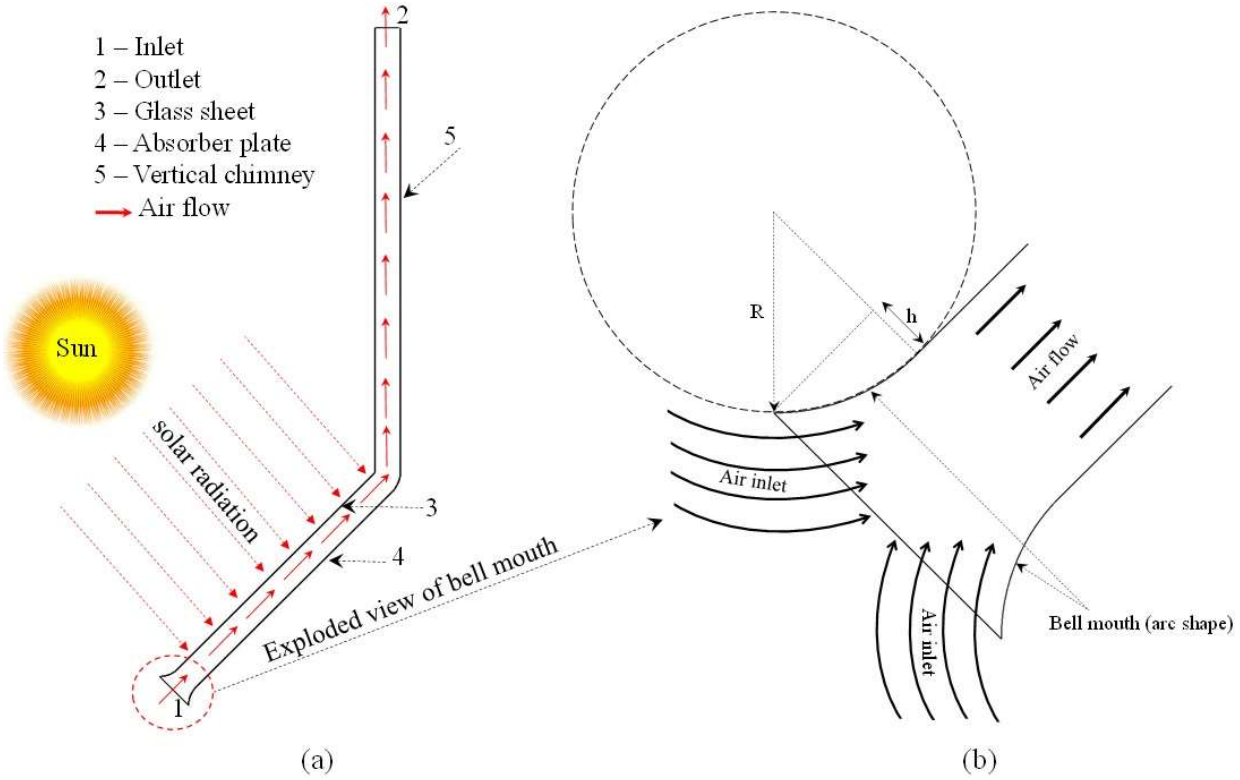 1 – Inlet
2 – Outlet
3 – Glass sheet
4 – Absorber plate
5 – Vertical chimney
Air flow
2
5
Sun
solar radiation
3
4
1
Exploded view of bell mouth
(a)
R
h
Air flow
Air inlet
Air inlet
Bell mouth (arc shape)
(b)